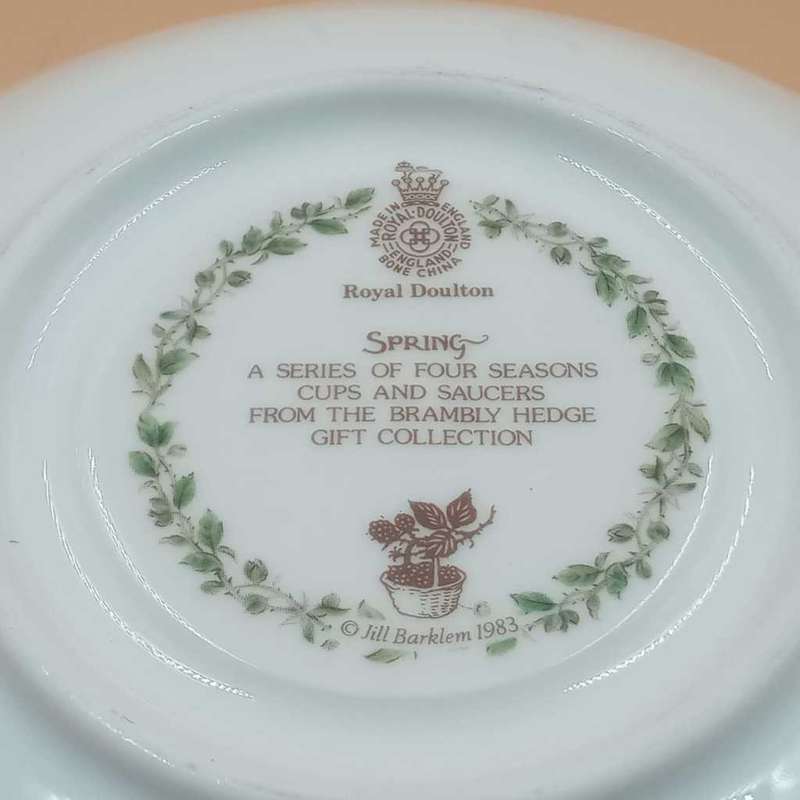 MADE IN ENGLAND
ROYAL·DOULTON
ENGLAND
BONE CHINA
Royal Doulton
SPRING
A SERIES OF FOUR SEASONS
CUPS AND SAUCERS
FROM THE BRAMBLY HEDGE
GIFT COLLECTION
© Jill Barklem 1983